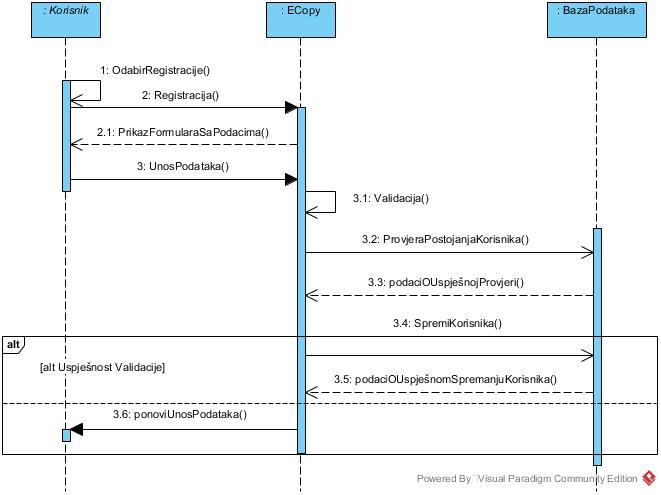 : Korisnik
: ECopy
: BazaPodataka
1: OdabirRegistracije()
2: Registracija()
2.1: PrikazFormularaSaPodacima()
3: UnosPodataka()
3.1: Validacija()
3.2: ProvjeraPostojanjaKorisnika()
3.3: podaciOUspješnojProvjeri()
3.4: SpremiKorisnika()
alt
[alt Uspješnost Validacije]
3.5: podaciOUspješnomSpremanjuKorisnika()
3.6: ponoviUnosPodataka()
Powered By Visual Paradigm Community Edition